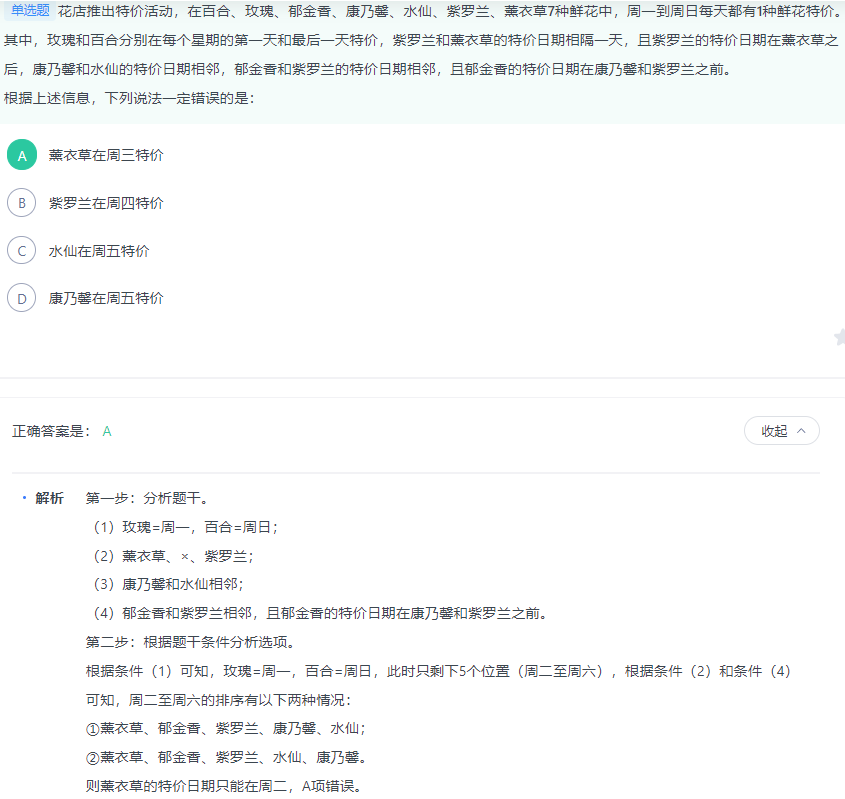 单选题 花店推出特价活动，在百合、玫瑰、郁金香、康乃馨、水仙、紫罗兰、薰衣草7种鲜花中，周一到周日每天都有1种鲜花特价。
其中，玫瑰和百合分别在每个星期的第一天和最后一天特价，紫罗兰和薰衣草的特价日期相隔一天，且紫罗兰的特价日期在薰衣草之
后，康乃馨和水仙的特价日期相邻，郁金香和紫罗兰的特价日期相邻，且郁金香的特价日期在康乃馨和紫罗兰之前。
根据上述信息，下列说法一定错误的是：
A 薰衣草在周三特价
B 紫罗兰在周四特价
C 水仙在周五特价
D 康乃馨在周五特价
正确答案是： A
收起
· 解析 第一步：分析题干。
（1）玫瑰=周一，百合=周日；
（2）薰衣草、×、紫罗兰；
（3）康乃馨和水仙相邻；
（4）郁金香和紫罗兰相邻，且郁金香的特价日期在康乃馨和紫罗兰之前。
第二步：根据题干条件分析选项。
根据条件（1）可知，玫瑰=周一，百合=周日，此时只剩下5个位置（周二至周六），根据条件（2）和条件（4）
可知，周二至周六的排序有以下两种情况：
①薰衣草、郁金香、紫罗兰、康乃馨、水仙；
②薰衣草、郁金香、紫罗兰、水仙、康乃馨。
则薰衣草的特价日期只能在周二，A项错误。